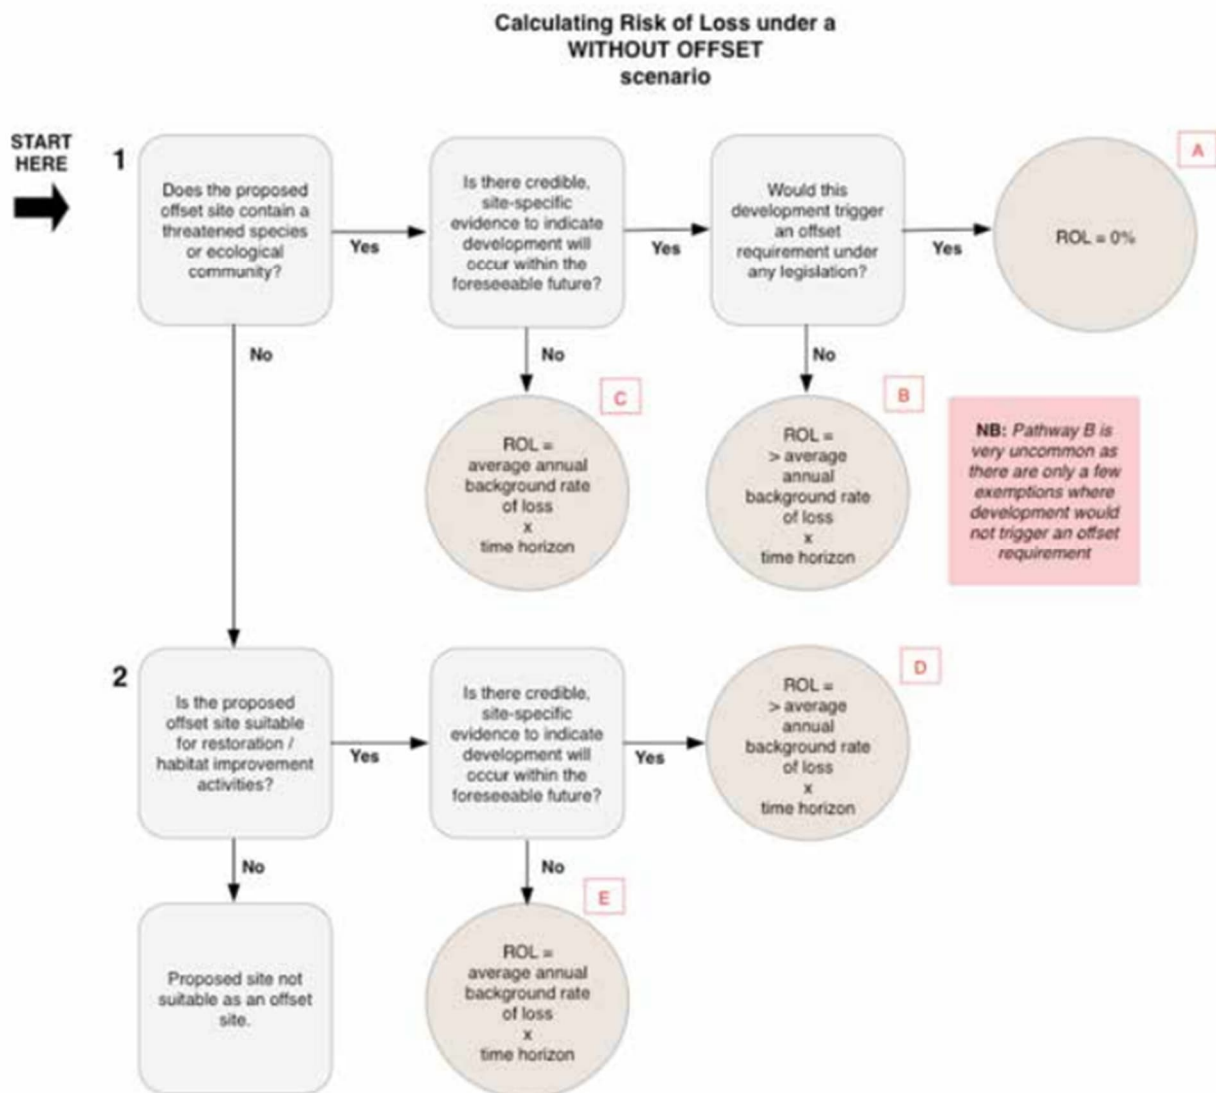 Calculating Risk of Loss under a
WITHOUT OFFSET
scenario
START
HERE
1
Does the proposed
offset site contain a
threatened species
or ecological
community?
Yes
Is there credible,
site-specific
evidence to indicate
development will
occur within the
foreseeable future?
Yes
Would this
development trigger
an offset
requirement under
any legislation?
Yes
A
ROL = 0%
No
No
No
C
ROL =
average annual
background rate
of loss
x
time horizon
B
ROL =
> average
annual
background rate
of loss
x
time horizon
NB: Pathway B is
very uncommon as
there are only a few
exemptions where
development would
not trigger an offset
requirement
2
Is the proposed
offset site suitable
for restoration /
habitat improvement
activities?
Yes
Is there credible,
site-specific
evidence to indicate
development will
occur within the
foreseeable future?
Yes
D
ROL =
> average
annual
background rate
of loss
x
time horizon
No
No
Proposed site not
suitable as an offset
site.
E
ROL =
average annual
background rate
of loss
x
time horizon